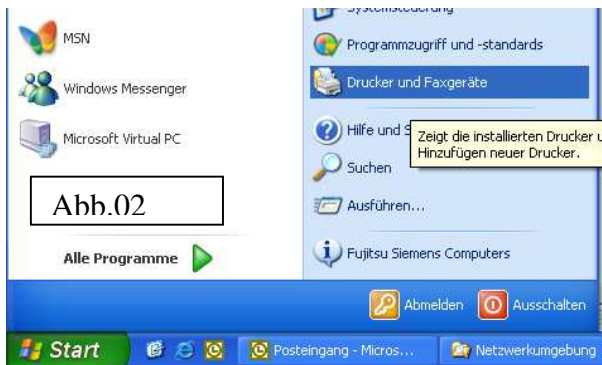 MSN
Windows Messenger
Microsoft Virtual PC
Abb.02
Alle Programme
Systemsteuerung
Programmzugriff und -standards
Drucker und Faxgeräte
Hilfe und S
Zeigt die installierten Drucker u
Hinzufügen neuer Drucker.
Suchen
Ausführen...
Fujitsu Siemens Computers
Abmelden
Ausschalten
Start
Posteingang - Micros...
Netzwerkumgebung